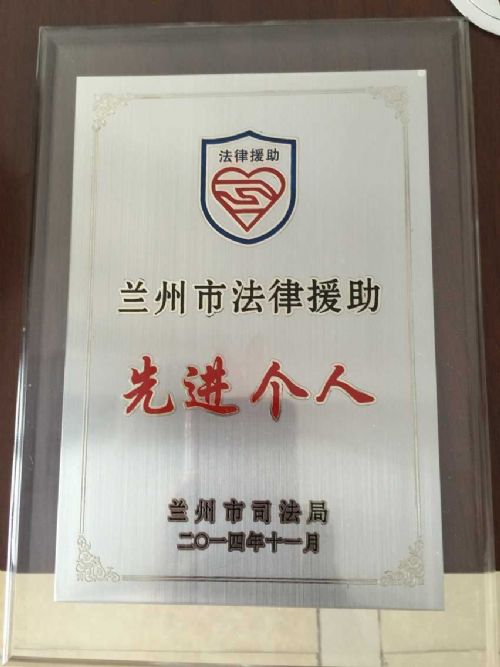 法律援助
兰州市法律援助
先进个人
兰州市司法局
二〇一四年十一月